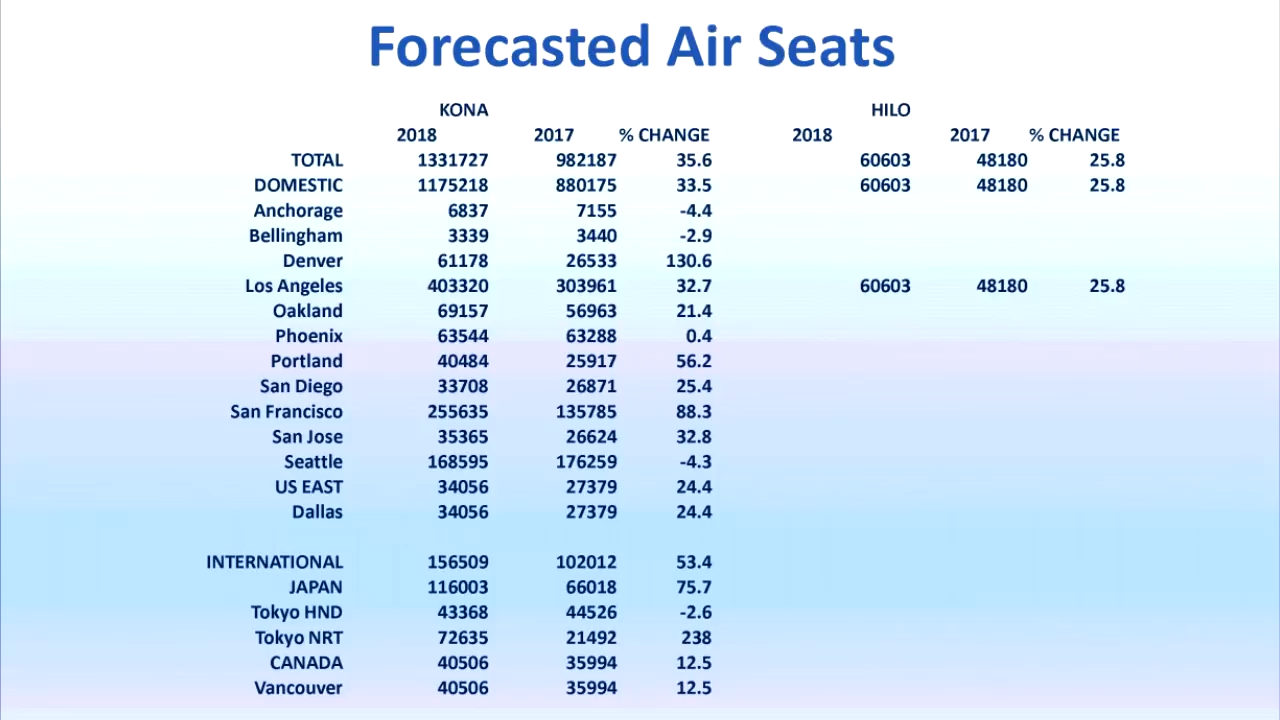 Forecasted Air Seats
KONA HILO
2018 2017 % CHANGE 2018 2017 % CHANGE
TOTAL 1331727 982187 35.6 60603 48180 25.8
DOMESTIC 1175218 880175 33.5 60603 48180 25.8
Anchorage 6837 7155 -4.4
Bellingham 3339 3440 -2.9
Denver 61178 26533 130.6
Los Angeles 403320 303961 32.7 60603 48180 25.8
Oakland 69157 56963 21.4
Phoenix 63544 63288 0.4
Portland 40484 25917 56.2
San Diego 33708 26871 25.4
San Francisco 255635 135785 88.3
San Jose 35365 26624 32.8
Seattle 168595 176259 -4.3
US EAST 34056 27379 24.4
Dallas 34056 27379 24.4
INTERNATIONAL 156509 102012 53.4
JAPAN 116003 66018 75.7
Tokyo HND 43368 44526 -2.6
Tokyo NRT 72635 21492 238
CANADA 40506 35994 12.5
Vancouver 40506 35994 12.5